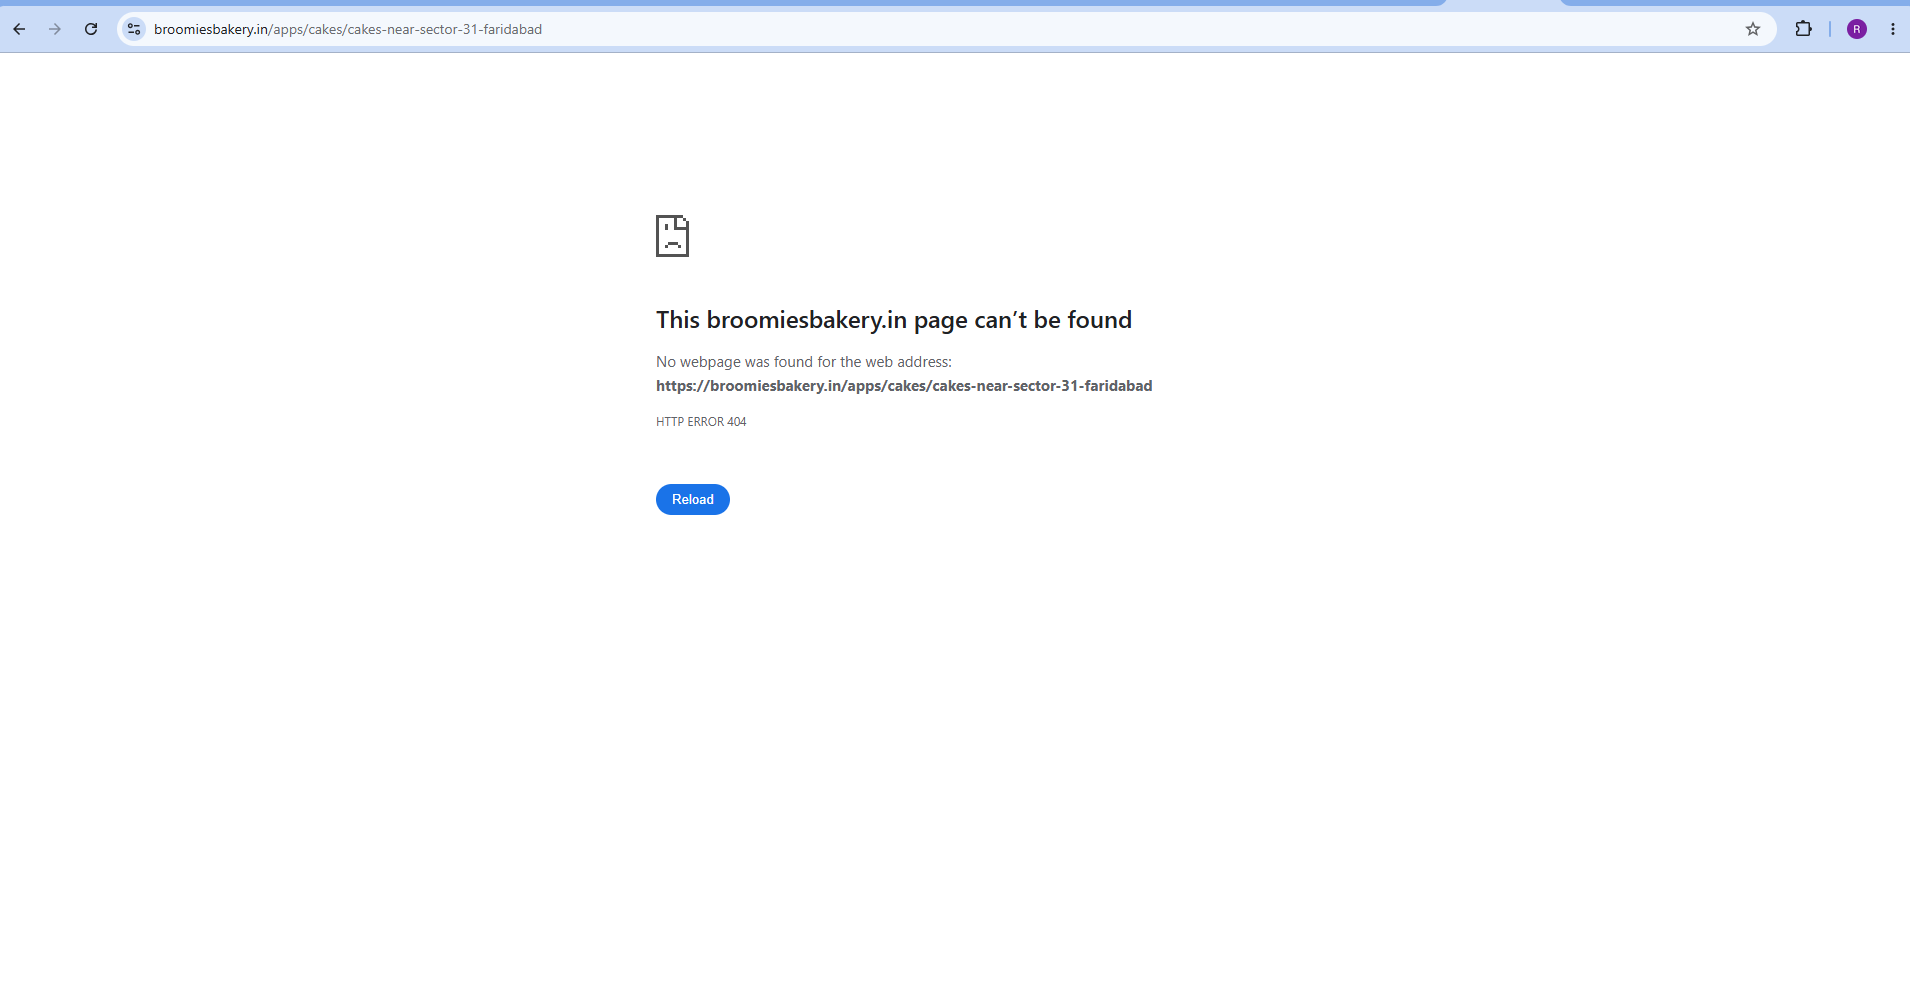 broomiesbakery.in/apps/cakes/cakes-near-sector-31-faridabad
R
This broomiesbakery.in page can’t be found
No webpage was found for the web address:
https://broomiesbakery.in/apps/cakes/cakes-near-sector-31-faridabad
HTTP ERROR 404
Reload